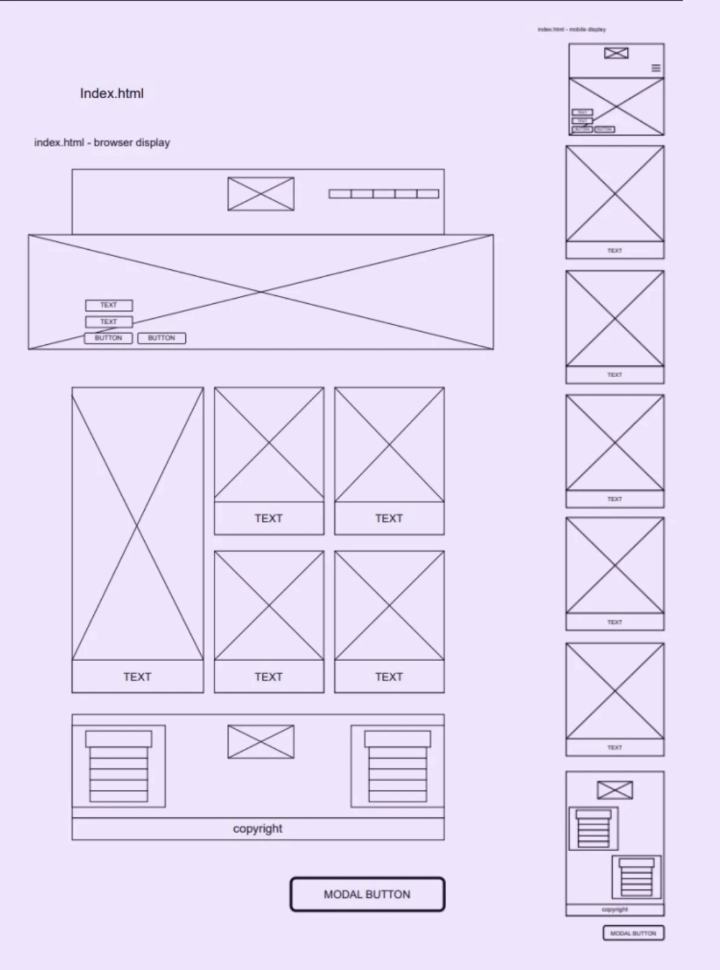 index.html - mobile display
Index.html
index.html - browser display
TEXT
TEXT
BUTTON BUTTON
TEXT TEXT
TEXT TEXT TEXT
copyright
MODAL BUTTON
TEXT
TEXT
BUTTON BUTTON
TEXT
TEXT
TEXT
TEXT
TEXT
copyright
MODAL BUTTON